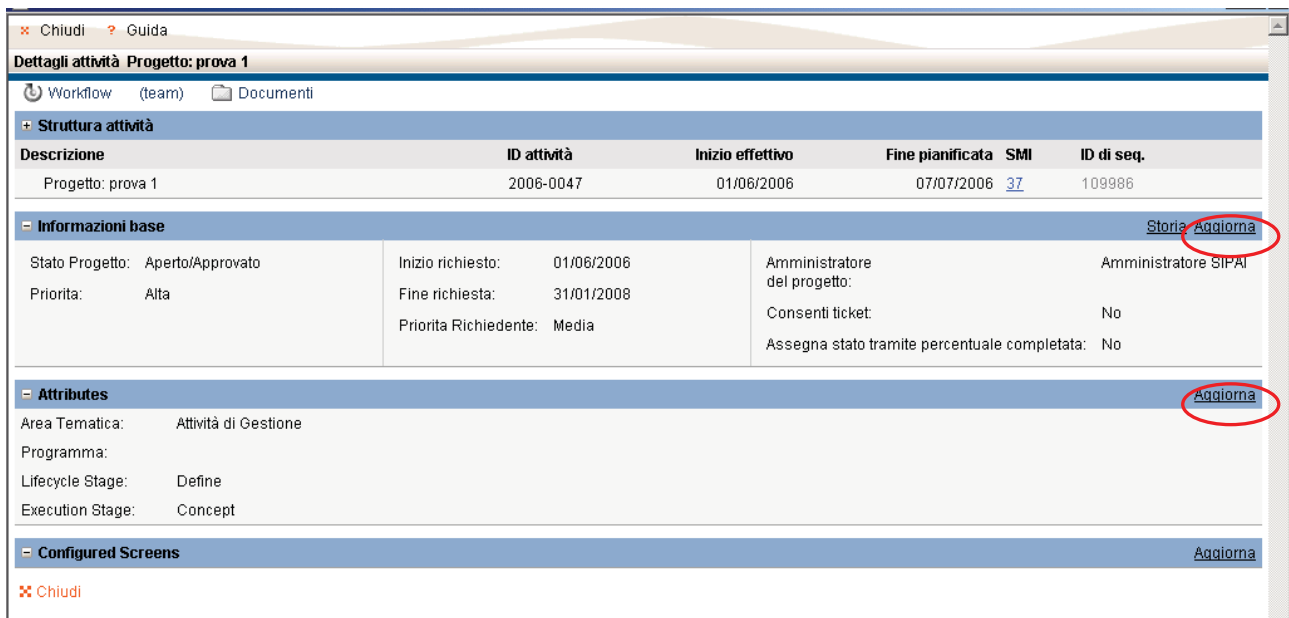 Chiudi ? Guida
Dettagli attività Progetto: prova 1
Workflow (team) Documenti
Struttura attività
Descrizione ID attività Inizio effettivo Fine pianificata SMI ID di seq.
Progetto: prova 1 2006-0047 01/06/2006 07/07/2006 37 109986
Informazioni base Storia Aggiorna
Stato Progetto: Aperto/Approvato Inizio richiesto: 01/06/2006 Amministratore del progetto: Amministratore SIPAI
Priorita: Alta Fine richiesta: 31/01/2008 Consenti ticket: No
Priorita Richiedente: Media Assegna stato tramite percentuale completata: No
Attributes Aggiorna
Area Tematica: Attività di Gestione
Programma:
Lifecycle Stage: Define
Execution Stage: Concept
Configured Screens Aggiorna
Chiudi